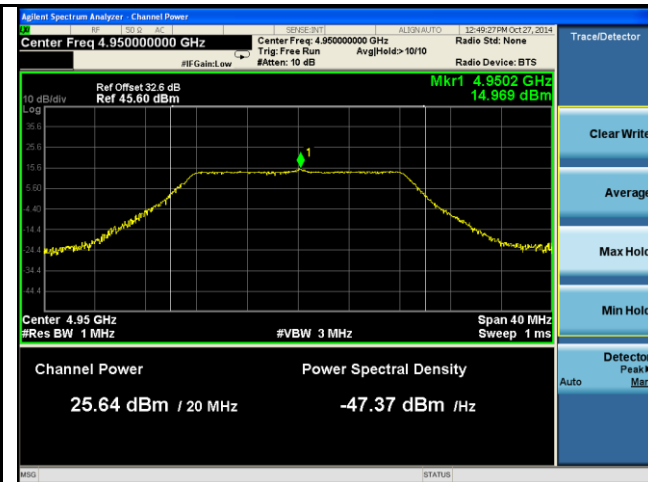 Agilent Spectrum Analyzer - Channel Power
RF 50 Ω AC SENSE:INT ALIGNAUTO 12:49:27PM Oct 27, 2014
Center Freq 4.950000000 GHz Center Freq: 4.950000000 GHz Radio Std: None
Trig: Free Run Avg|Hold:> 10/10
#IFGain:Low #Atten: 10 dB Radio Device: BTS
Trace/Detector
Ref Offset 32.6 dB Mkr1 4.9502 GHz
10 dB/div Ref 45.60 dBm 14.969 dBm
Log
35.6
25.6
15.6
5.60
-4.40
-14.4
-24.4
-34.4
-44.4
1
Center 4.95 GHz Span 40 MHz
#Res BW 1 MHz #VBW 3 MHz Sweep 1 ms
Channel Power Power Spectral Density
25.64 dBm / 20 MHz -47.37 dBm /Hz
Clear Write
Average
Max Hold
Min Hold
Detector
Peak
Auto Man
MSG STATUS